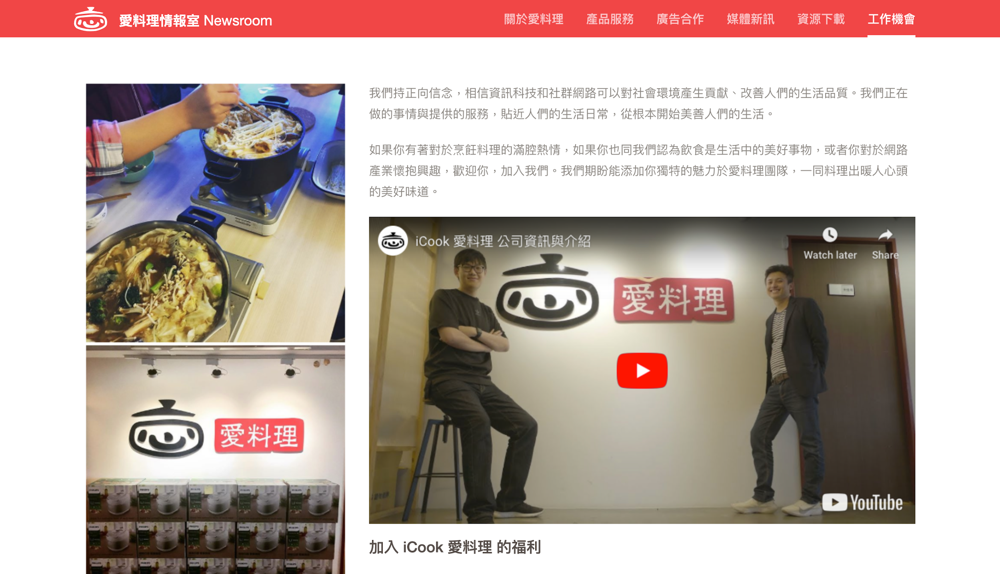 愛料理情報室 Newsroom
關於愛料理
產品服務
廣告合作
媒體新訊
資源下載
工作機會
我們持正向信念，相信資訊科技和社群網路可以對社會環境產生貢獻、改善人們的生活品質。我們正在
做的事情與提供的服務，貼近人們的生活日常，從根本開始美善人們的生活。
如果你有著對於烹飪料理的滿腔熱情，如果你也同我們認為飲食是生活中的美好事物，或者你對於網路
產業懷抱興趣，歡迎你，加入我們。我們期盼能添加你獨特的魅力於愛料理團隊，一同料理出暖人心頭
的美好味道。
iCook 愛料理 公司資訊與介紹
Watch later
Share
愛料理
YouTube
愛料理
PHILIPS
PHILIPS
PHILIPS
PHILIPS
PHILIPS
加入 iCook 愛料理 的福利